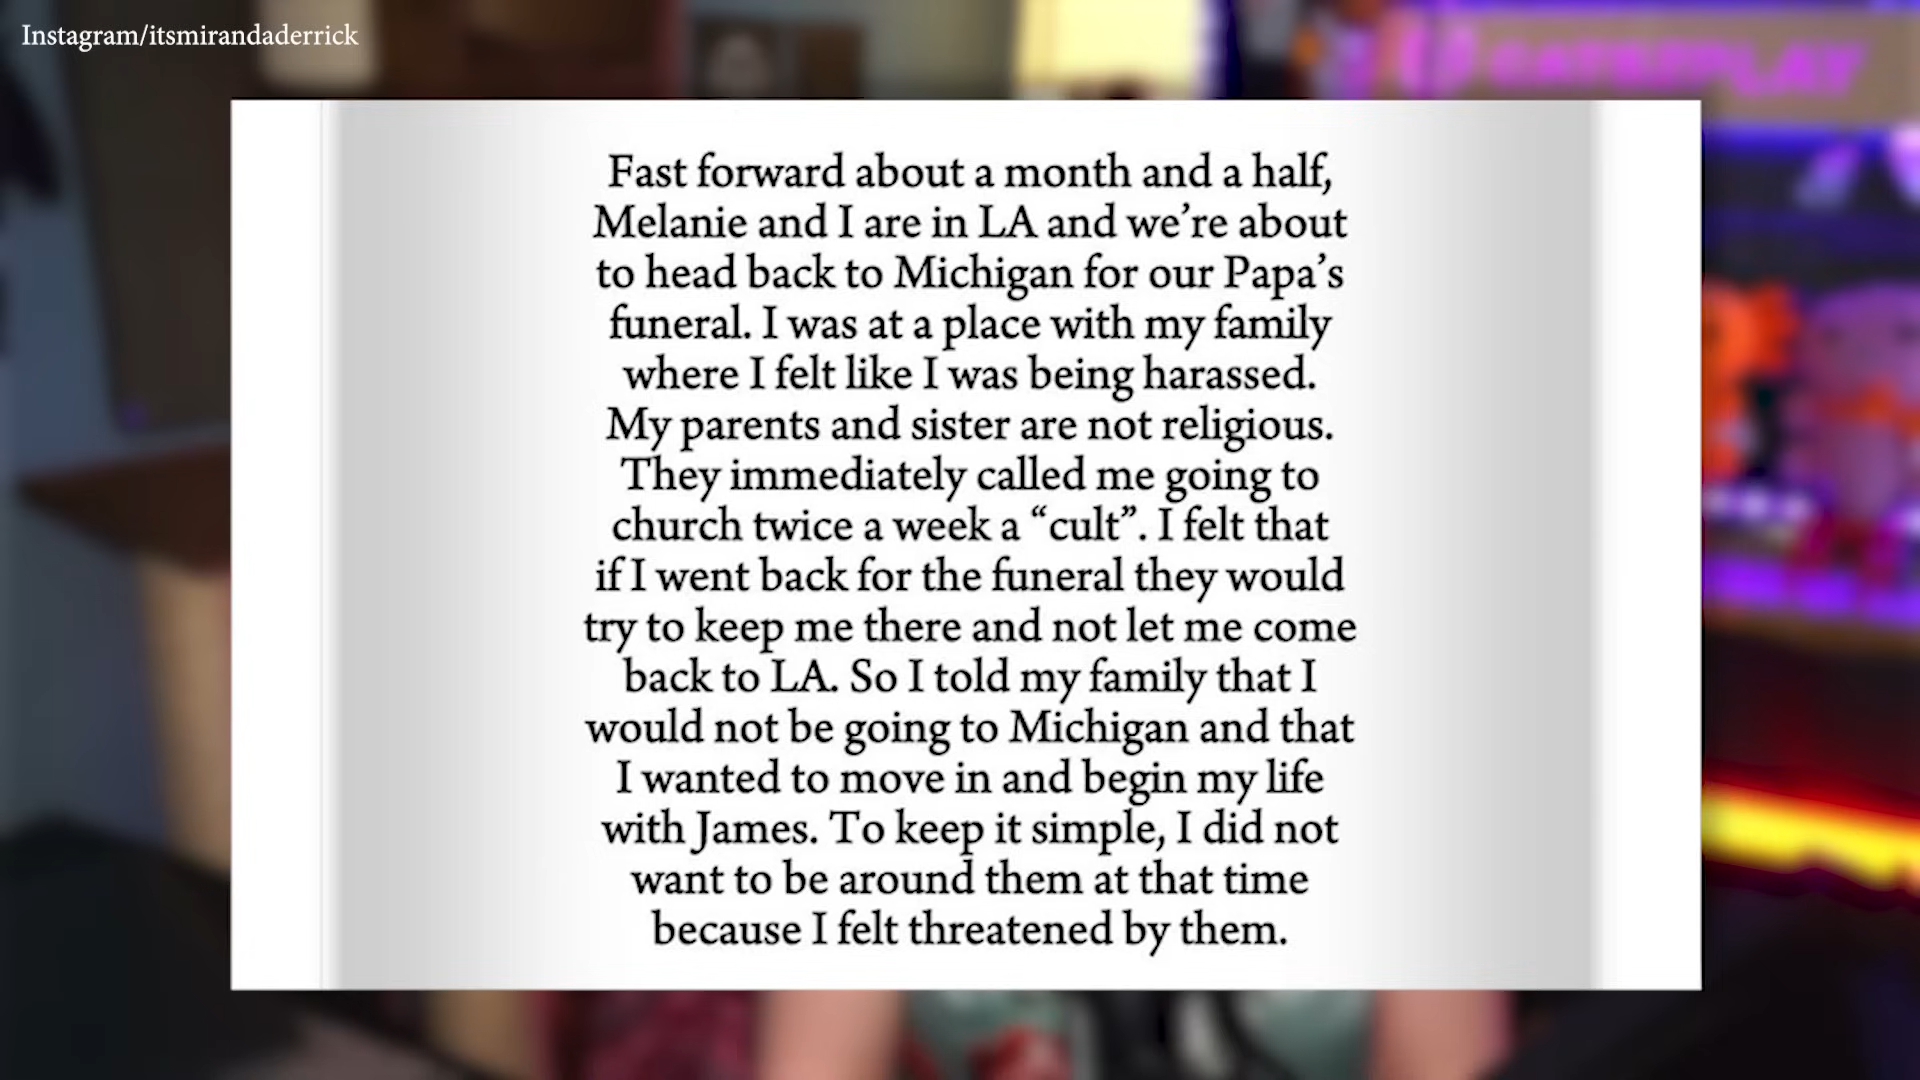 Instagram/itsmirandaderrick
Fast forward about a month and a half,
Melanie and I are in LA and we’re about
to head back to Michigan for our Papa’s
funeral. I was at a place with my family
where I felt like I was being harassed.
My parents and sister are not religious.
They immediately called me going to
church twice a week a “cult”. I felt that
if I went back for the funeral they would
try to keep me there and not let me come
back to LA. So I told my family that I
would not be going to Michigan and that
I wanted to move in and begin my life
with James. To keep it simple, I did not
want to be around them at that time
because I felt threatened by them.